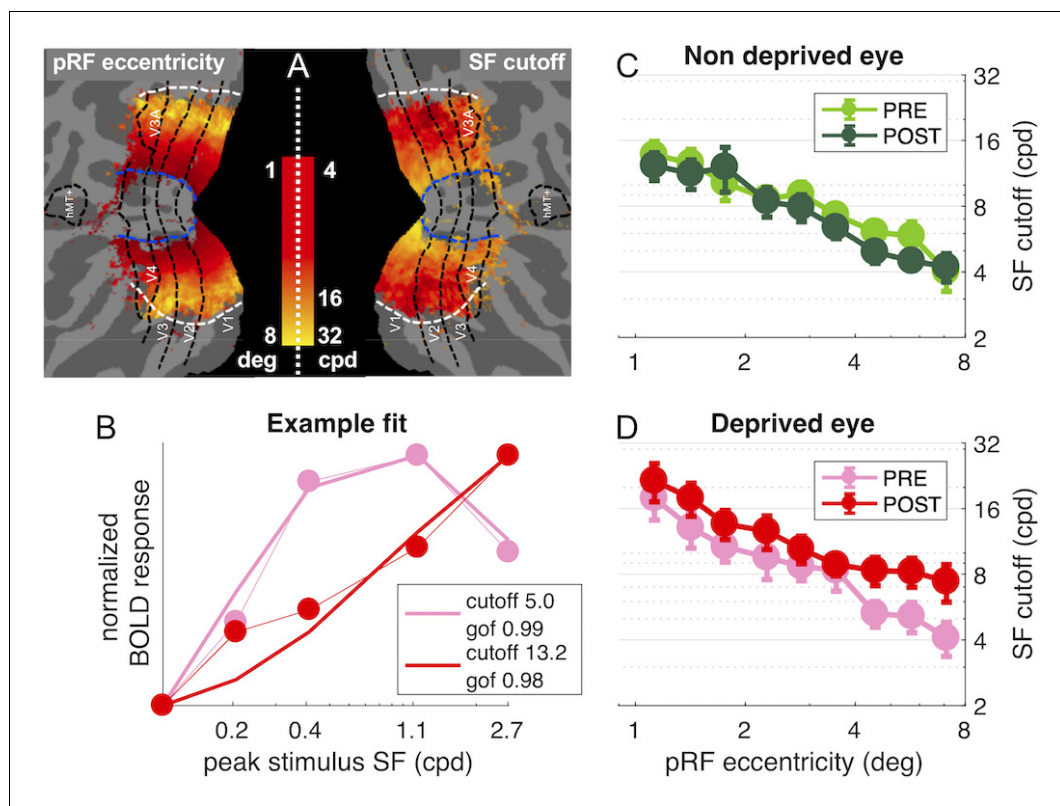 pRF eccentricity
A
SF cutoff
V3A
V3A
hMT+
hMT+
1
4
V4
V4
16
8
32
deg
cpd
V3
V2
V1
V1
V2
V3
B
Example fit
normalized
BOLD response
cutoff 5.0
gof 0.99
cutoff 13.2
gof 0.98
0.2
0.4
1.1
2.7
peak stimulus SF (cpd)
C
Non deprived eye
PRE
POST
32
16
8
4
2
SF cutoff (cpd)
1
2
4
8
D
Deprived eye
PRE
POST
32
16
8
4
2
SF cutoff (cpd)
1
2
4
8
pRF eccentricity (deg)